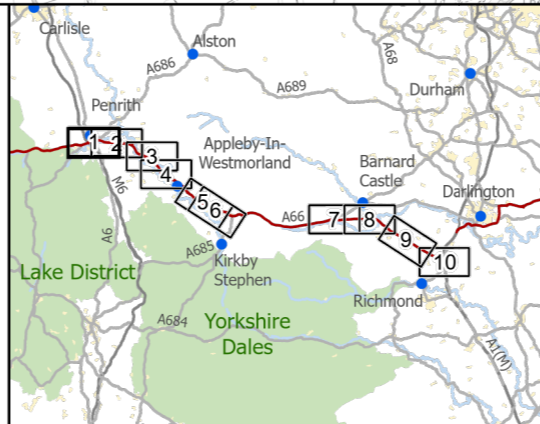 Carlisle
Alston
A686
A68
A689
Durham
Penrith
Appleby-In-
Westmorland
Barnard
Castle
Darlington
1
2
3
4
5
6
7
8
9
10
M6
A66
A6
A685
Kirkby
Stephen
Lake District
Richmond
A684
Yorkshire
Dales
A1(M)